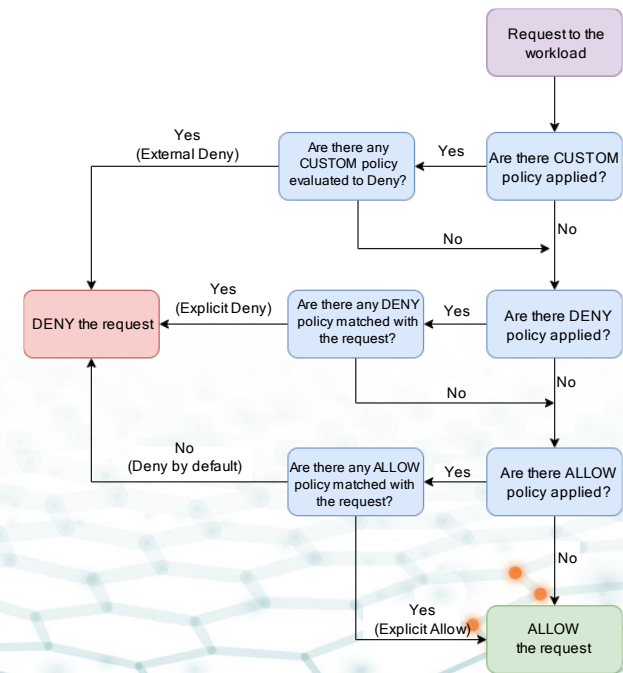 Request to the
workload
Are there CUSTOM
policy applied?
Yes
Are there any
CUSTOM policy
evaluated to Deny?
Yes
(External Deny)
No
No
Are there DENY
policy applied?
Yes
Are there any DENY
policy matched with
the request?
Yes
(Explicit Deny)
DENY the request
No
No
Are there ALLOW
policy applied?
Yes
Are there any ALLOW
policy matched with
the request?
No
(Deny by default)
No
Yes
(Explicit Allow)
ALLOW
the request